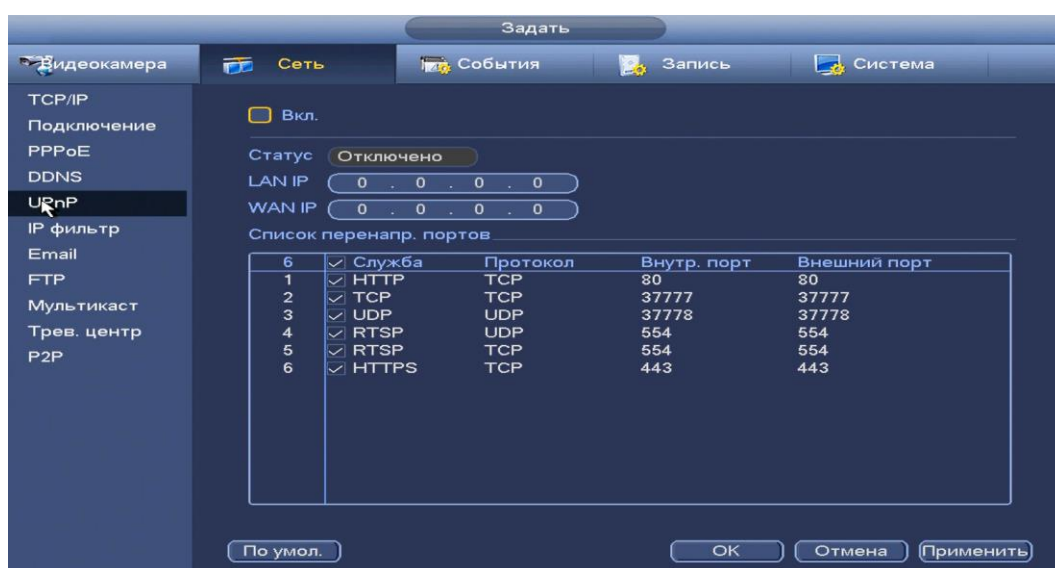 Задать
Видеокамера Сеть События Запись Система
TCP/IP
Подключение
PPPoE
DDNS
UPnP
IP фильтр
Email
FTP
Мультикаст
Трев. центр
P2P
Вкл.
Статус Отключено
LAN IP 0 . 0 . 0 . 0
WAN IP 0 . 0 . 0 . 0
Список перенапр. портов
6 Служба Протокол Внутр. порт Внешний порт
1 HTTP TCP 80 80
2 TCP TCP 37777 37777
3 UDP UDP 37778 37778
4 RTSP UDP 554 554
5 RTSP TCP 554 554
6 HTTPS TCP 443 443
По умол. OK Отмена Применить